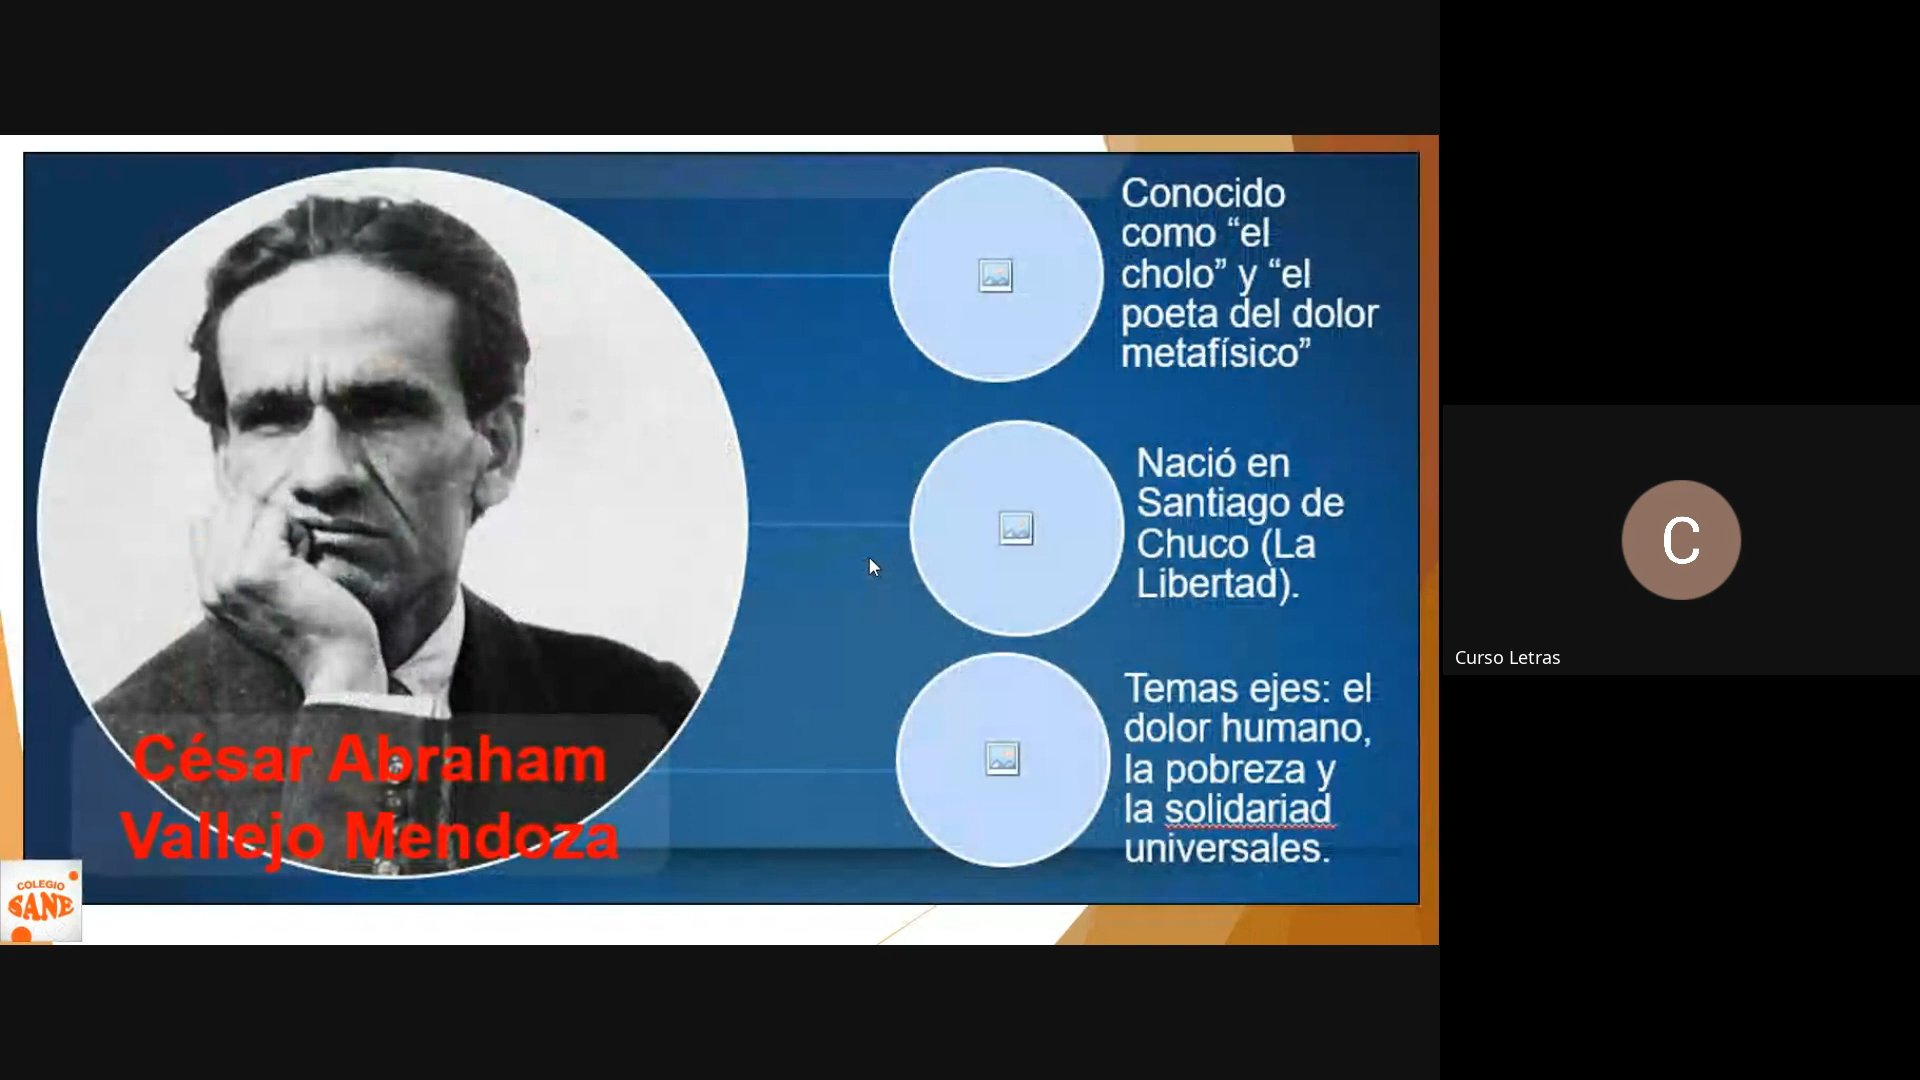 Conocido
como “el
cholo” y “el
poeta del dolor
metafísico”
Nació en
Santiago de
Chuco (La
Libertad).
Temas ejes: el
dolor humano,
la pobreza y
la solidariad
universales.
César Abraham
Vallejo Mendoza
COLEGIO
SANE
C
Curso Letras